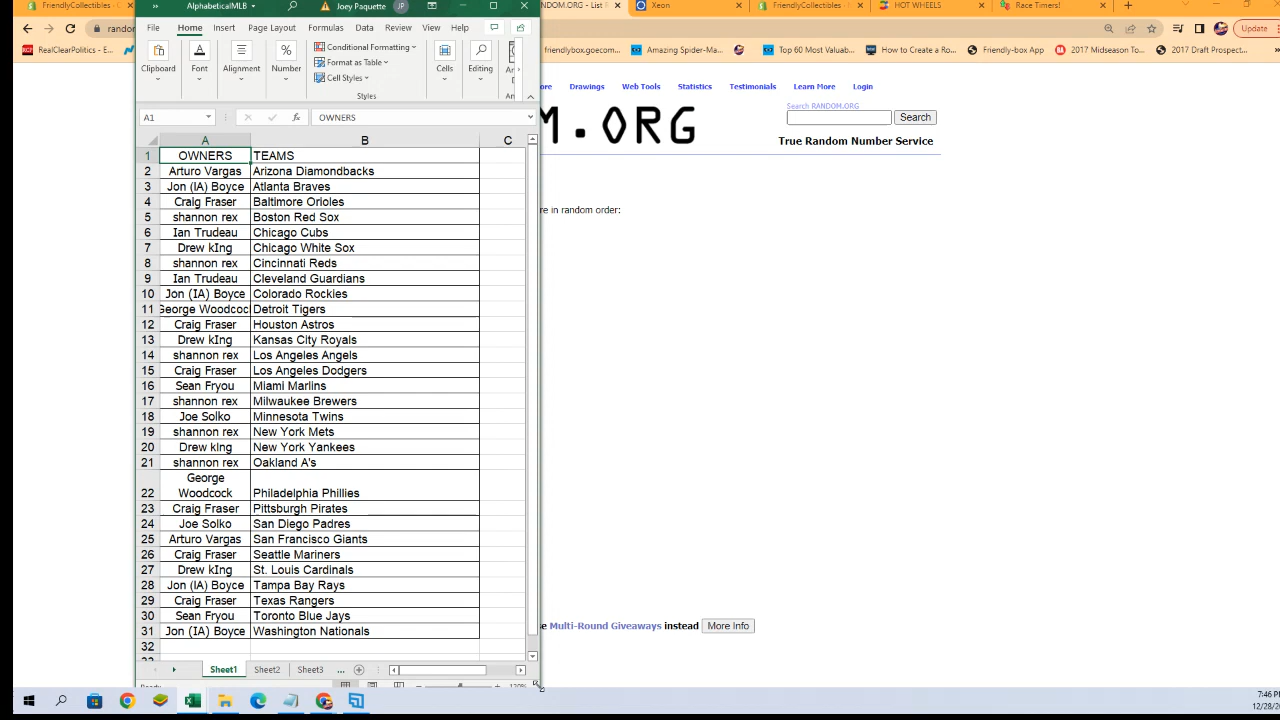 AlphabeticalMLB
Joey Paquette
JP
File Home Insert Page Layout Formulas Data Review View Help
Clipboard Font Alignment Number Conditional Formatting Format as Table Cell Styles Cells Editing
Styles
A1 OWNERS
A B C
1 OWNERS TEAMS
2 Arturo Vargas Arizona Diamondbacks
3 Jon (IA) Boyce Atlanta Braves
4 Craig Fraser Baltimore Orioles
5 shannon rex Boston Red Sox
6 Ian Trudeau Chicago Cubs
7 Drew kIng Chicago White Sox
8 shannon rex Cincinnati Reds
9 Ian Trudeau Cleveland Guardians
10 Jon (IA) Boyce Colorado Rockies
11 George Woodcock Detroit Tigers
12 Craig Fraser Houston Astros
13 Drew kIng Kansas City Royals
14 shannon rex Los Angeles Angels
15 Craig Fraser Los Angeles Dodgers
16 Sean Fryou Miami Marlins
17 shannon rex Milwaukee Brewers
18 Joe Solko Minnesota Twins
19 shannon rex New York Mets
20 Drew kIng New York Yankees
21 shannon rex Oakland A's
George
22 Woodcock Philadelphia Phillies
23 Craig Fraser Pittsburgh Pirates
24 Joe Solko San Diego Padres
25 Arturo Vargas San Francisco Giants
26 Craig Fraser Seattle Mariners
27 Drew kIng St. Louis Cardinals
28 Jon (IA) Boyce Tampa Bay Rays
29 Craig Fraser Texas Rangers
30 Sean Fryou Toronto Blue Jays
31 Jon (IA) Boyce Washington Nationals
32
Sheet1 Sheet2 Sheet3 ...
FriendlyCollectibles - C
DOM.ORG - List R
Xeon
FriendlyCollectibles -
HOT WHEELS
Race Timers!
Update
RealClearPolitics - E
friendlybox.goecom...
Amazing Spider-Ma...
Top 60 Most Valuab...
How to Create a Ro...
Friendly-box
2017 Midseason To...
2017 Draft Prospect...
Drawings Web Tools Statistics Testimonials Learn More Login
M.ORG
Search RANDOM.ORG
Search
True Random Number Service
re in random order:
Multi-Round Giveaways instead More Info
7:46 PM
12/28/20